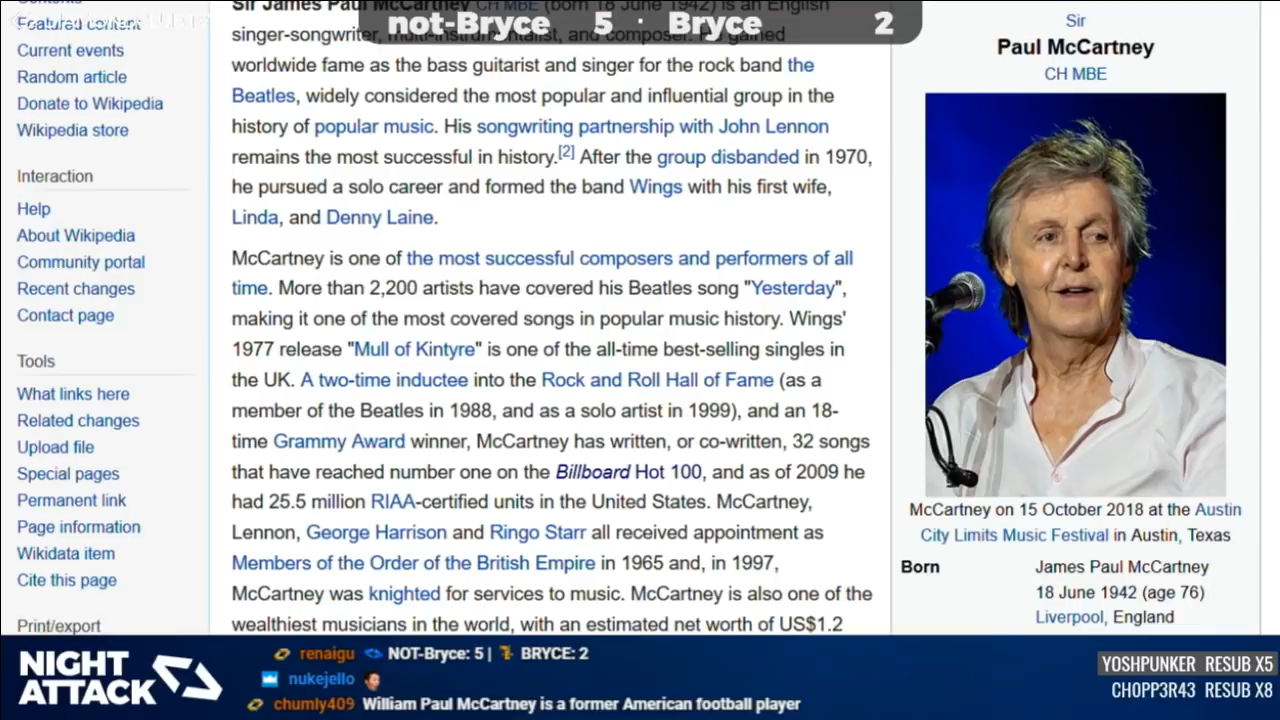 Contents
Featured content
Current events
Random article
Donate to Wikipedia
Wikipedia store
Interaction
Help
About Wikipedia
Community portal
Recent changes
Contact page
Tools
What links here
Related changes
Upload file
Special pages
Permanent link
Page information
Wikidata item
Cite this page
Print/export
not-Bryce 5 : Bryce 2
Sir James Paul McCartney CH MBE (born 18 June 1942) is an English
singer-songwriter, multi-instrumentalist, and composer. He gained
worldwide fame as the bass guitarist and singer for the rock band the
Beatles, widely considered the most popular and influential group in the
history of popular music. His songwriting partnership with John Lennon
remains the most successful in history.[2] After the group disbanded in 1970,
he pursued a solo career and formed the band Wings with his first wife,
Linda, and Denny Laine.
McCartney is one of the most successful composers and performers of all
time. More than 2,200 artists have covered his Beatles song "Yesterday",
making it one of the most covered songs in popular music history. Wings'
1977 release "Mull of Kintyre" is one of the all-time best-selling singles in
the UK. A two-time inductee into the Rock and Roll Hall of Fame (as a
member of the Beatles in 1988, and as a solo artist in 1999), and an 18-
time Grammy Award winner, McCartney has written, or co-written, 32 songs
that have reached number one on the Billboard Hot 100, and as of 2009 he
had 25.5 million RIAA-certified units in the United States. McCartney,
Lennon, George Harrison and Ringo Starr all received appointment as
Members of the Order of the British Empire in 1965 and, in 1997,
McCartney was knighted for services to music. McCartney is also one of the
wealthiest musicians in the world, with an estimated net worth of US$1.2
Sir
Paul McCartney
CH MBE
McCartney on 15 October 2018 at the Austin
City Limits Music Festival in Austin, Texas
Born James Paul McCartney
18 June 1942 (age 76)
Liverpool, England
NIGHT
ATTACK
renaigu NOT-Bryce: 5 | BRYCE: 2
nukejello
chumly409 William Paul McCartney is a former American football player
YOSHPUNKER RESUB X5
CHOPP3R43 RESUB X8